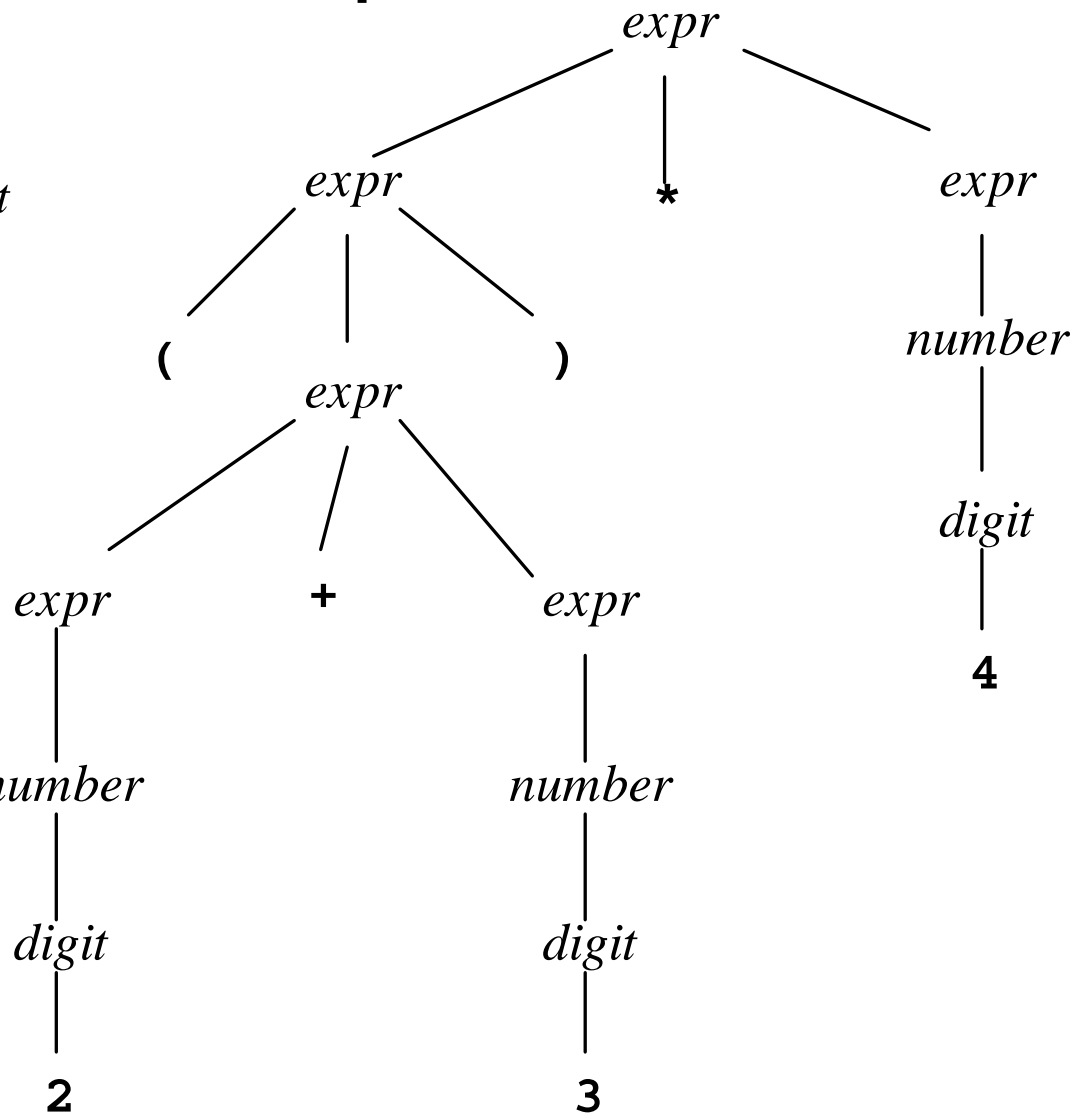 expr
expr * expr
number
( )
expr
digit
expr + expr
4
number number
digit digit
2 3